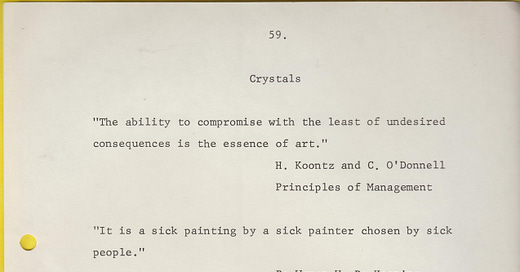 59.
Crystals
"The ability to compromise with the least of undesired
consequences is the essence of art."
H. Koontz and C. O'Donnell
Principles of Management
"It is a sick painting by a sick painter chosen by sick
people."